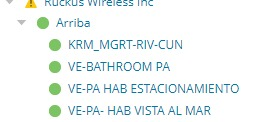 Ruckus Wireless Inc
Arriba
KRM_MGRT-RIV-CUN
VE-BATHROOM PA
VE-PA HAB ESTACIONAMIENTO
VE-PA- HAB VISTA AL MAR